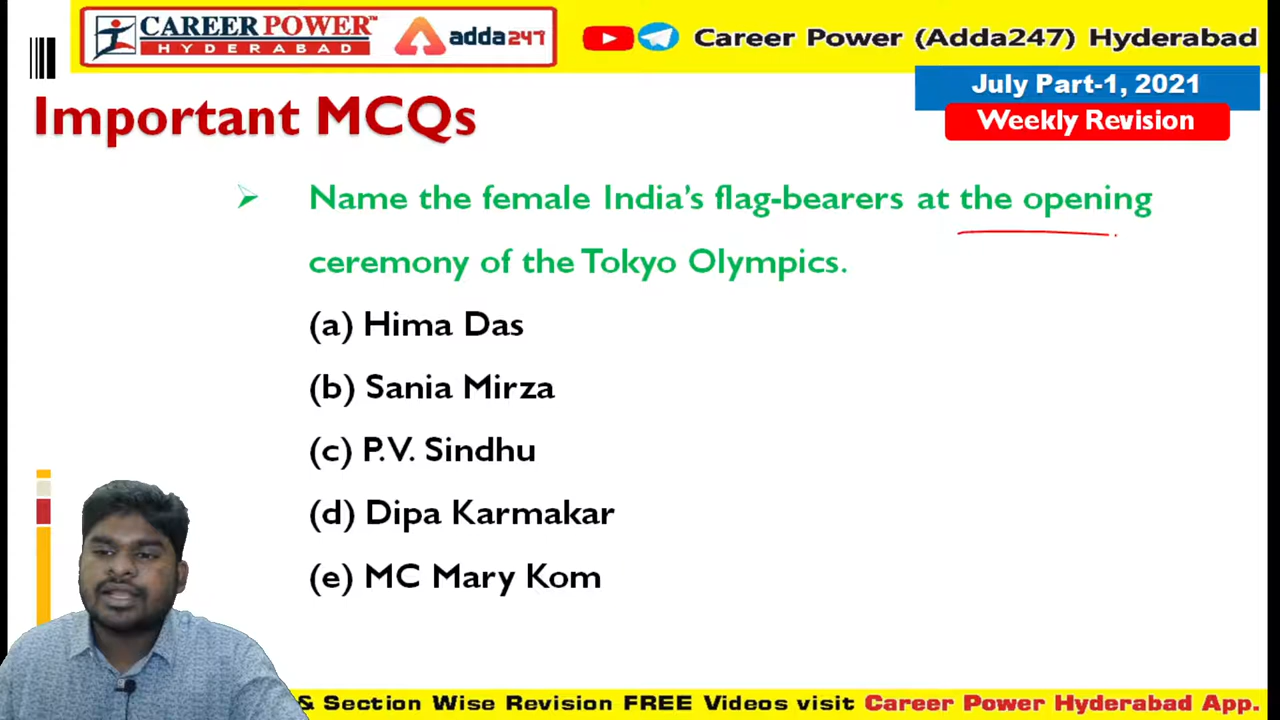 CAREER POWER™
HYDERABAD
adda247
Career Power (Adda247) Hyderabad
July Part-1, 2021
Weekly Revision
Important MCQs
Name the female India's flag-bearers at the opening
ceremony of the Tokyo Olympics.
(a) Hima Das
(b) Sania Mirza
(c) P.V. Sindhu
(d) Dipa Karmakar
(e) MC Mary Kom
& Section Wise Revision FREE Videos visit Career Power Hyderabad App.